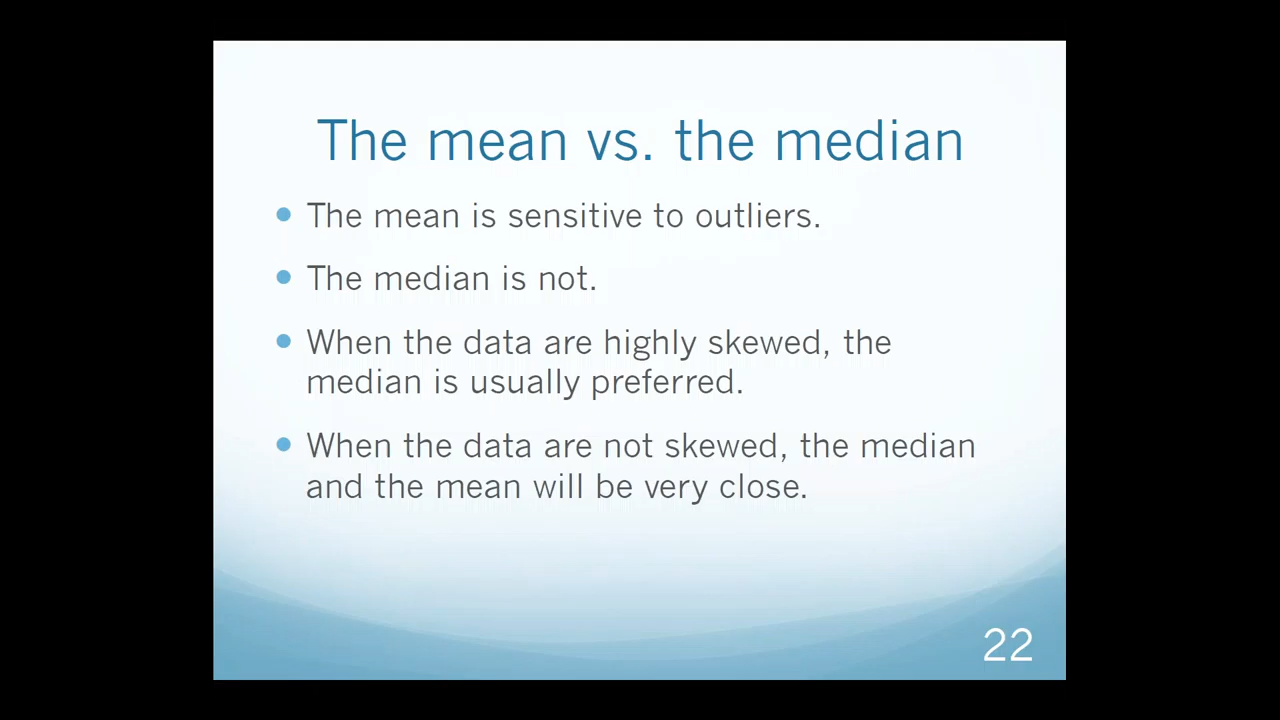 The mean vs. the median
• The mean is sensitive to outliers.
• The median is not.
• When the data are highly skewed, the
median is usually preferred.
• When the data are not skewed, the median
and the mean will be very close.
22